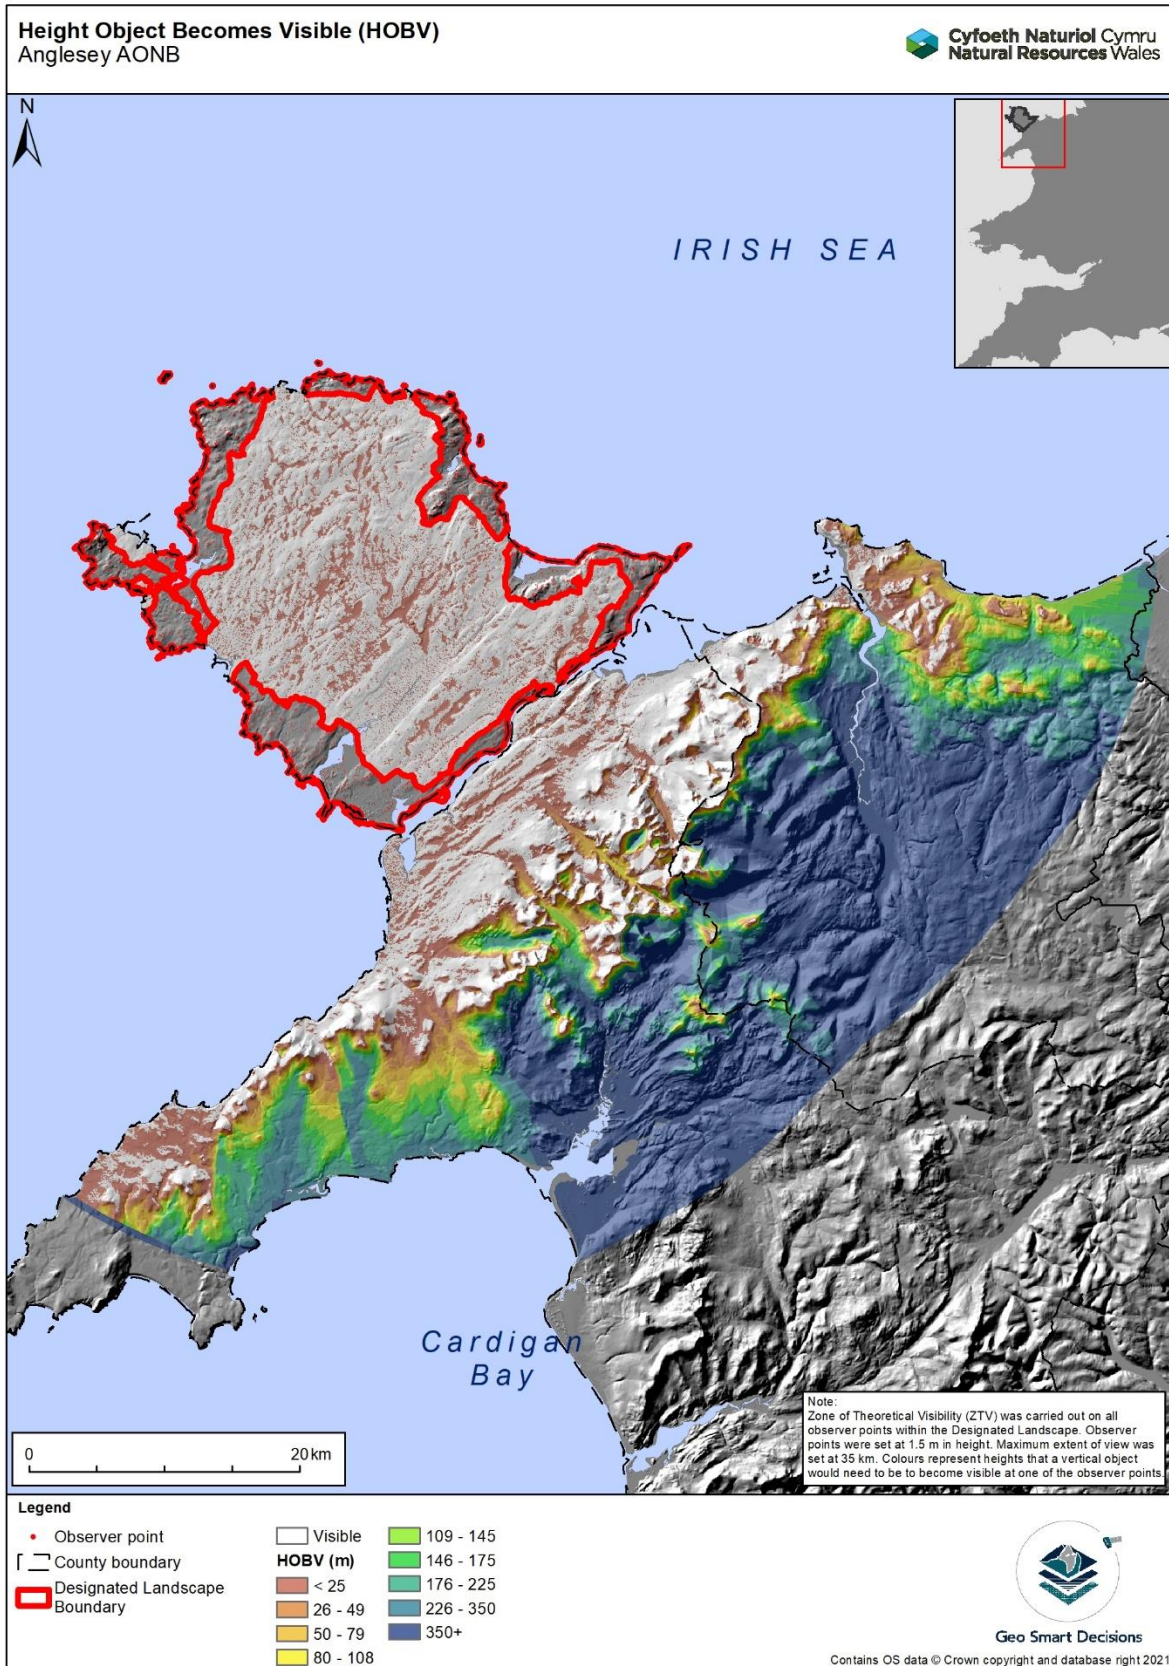 Height Object Becomes Visible (HOBV)
Anglesey AONB
Cyfoeth Naturiol Cymru
Natural Resources Wales
N
IRISH SEA
Cardigan
Bay
Note:
Zone of Theoretical Visibility (ZTV) was carried out on all
observer points within the Designated Landscape. Observer
points were set at 1.5 m in height. Maximum extent of view was
set at 35 km. Colours represent heights that a vertical object
would need to be to become visible at one of the observer points.
0 20 km
Legend
Observer point
County boundary
Designated Landscape
Boundary
Visible
HOBV (m)
< 25
26 - 49
50 - 79
80 - 108
109 - 145
146 - 175
176 - 225
226 - 350
350+
Geo Smart Decisions
Contains OS data © Crown copyright and database right 2021